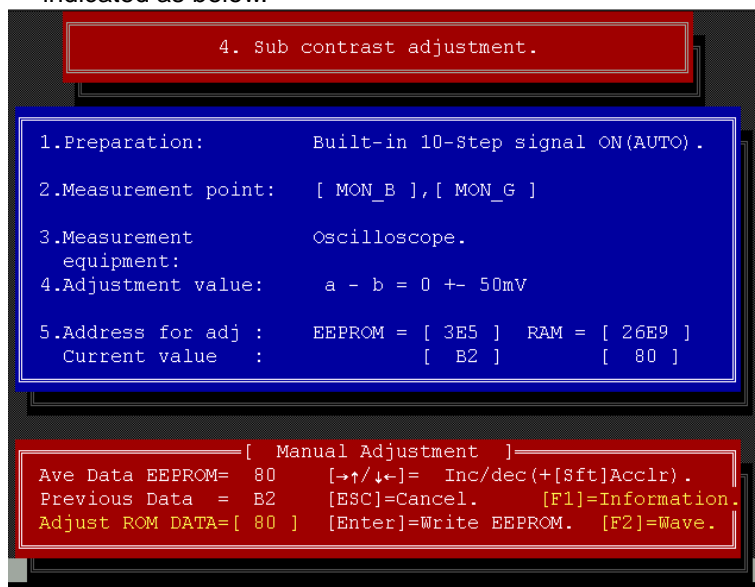 indicated as below.
4. Sub contrast adjustment.
1.Preparation: Built-in 10-Step signal ON(AUTO).
2.Measurement point: [ MON_B ],[ MON_G ]
3.Measurement Oscilloscope.
equipment:
4.Adjustment value: a - b = 0 +- 50mV
5.Address for adj : EEPROM = [ 3E5 ] RAM = [ 26E9 ]
Current value : [ B2 ] [ 80 ]
[ Manual Adjustment ]
Ave Data EEPROM= 80 [→↑/↓←]= Inc/dec(+[Sft]Acclr).
Previous Data = B2 [ESC]=Cancel. [F1]=Information.
Adjust ROM DATA=[ 80 ] [Enter]=Write EEPROM. [F2]=Wave.